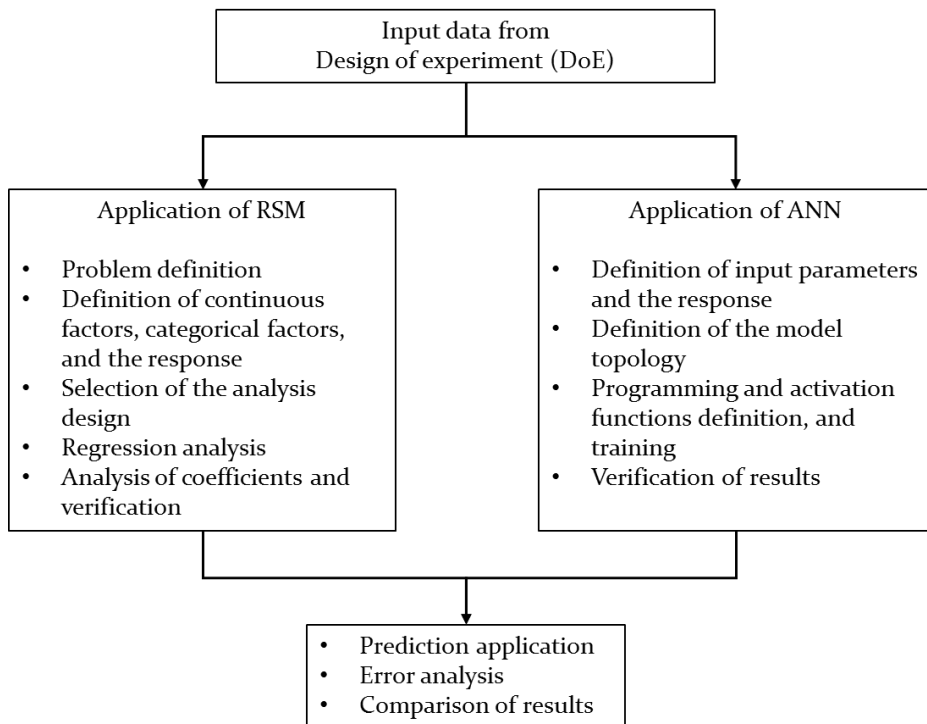 Input data from
Design of experiment (DoE)
Application of RSM
• Problem definition
• Definition of continuous
factors, categorical factors,
and the response
• Selection of the analysis
design
• Regression analysis
• Analysis of coefficients and
verification
Application of ANN
• Definition of input parameters
and the response
• Definition of the model
topology
• Programming and activation
functions definition, and
training
• Verification of results
• Prediction application
• Error analysis
• Comparison of results